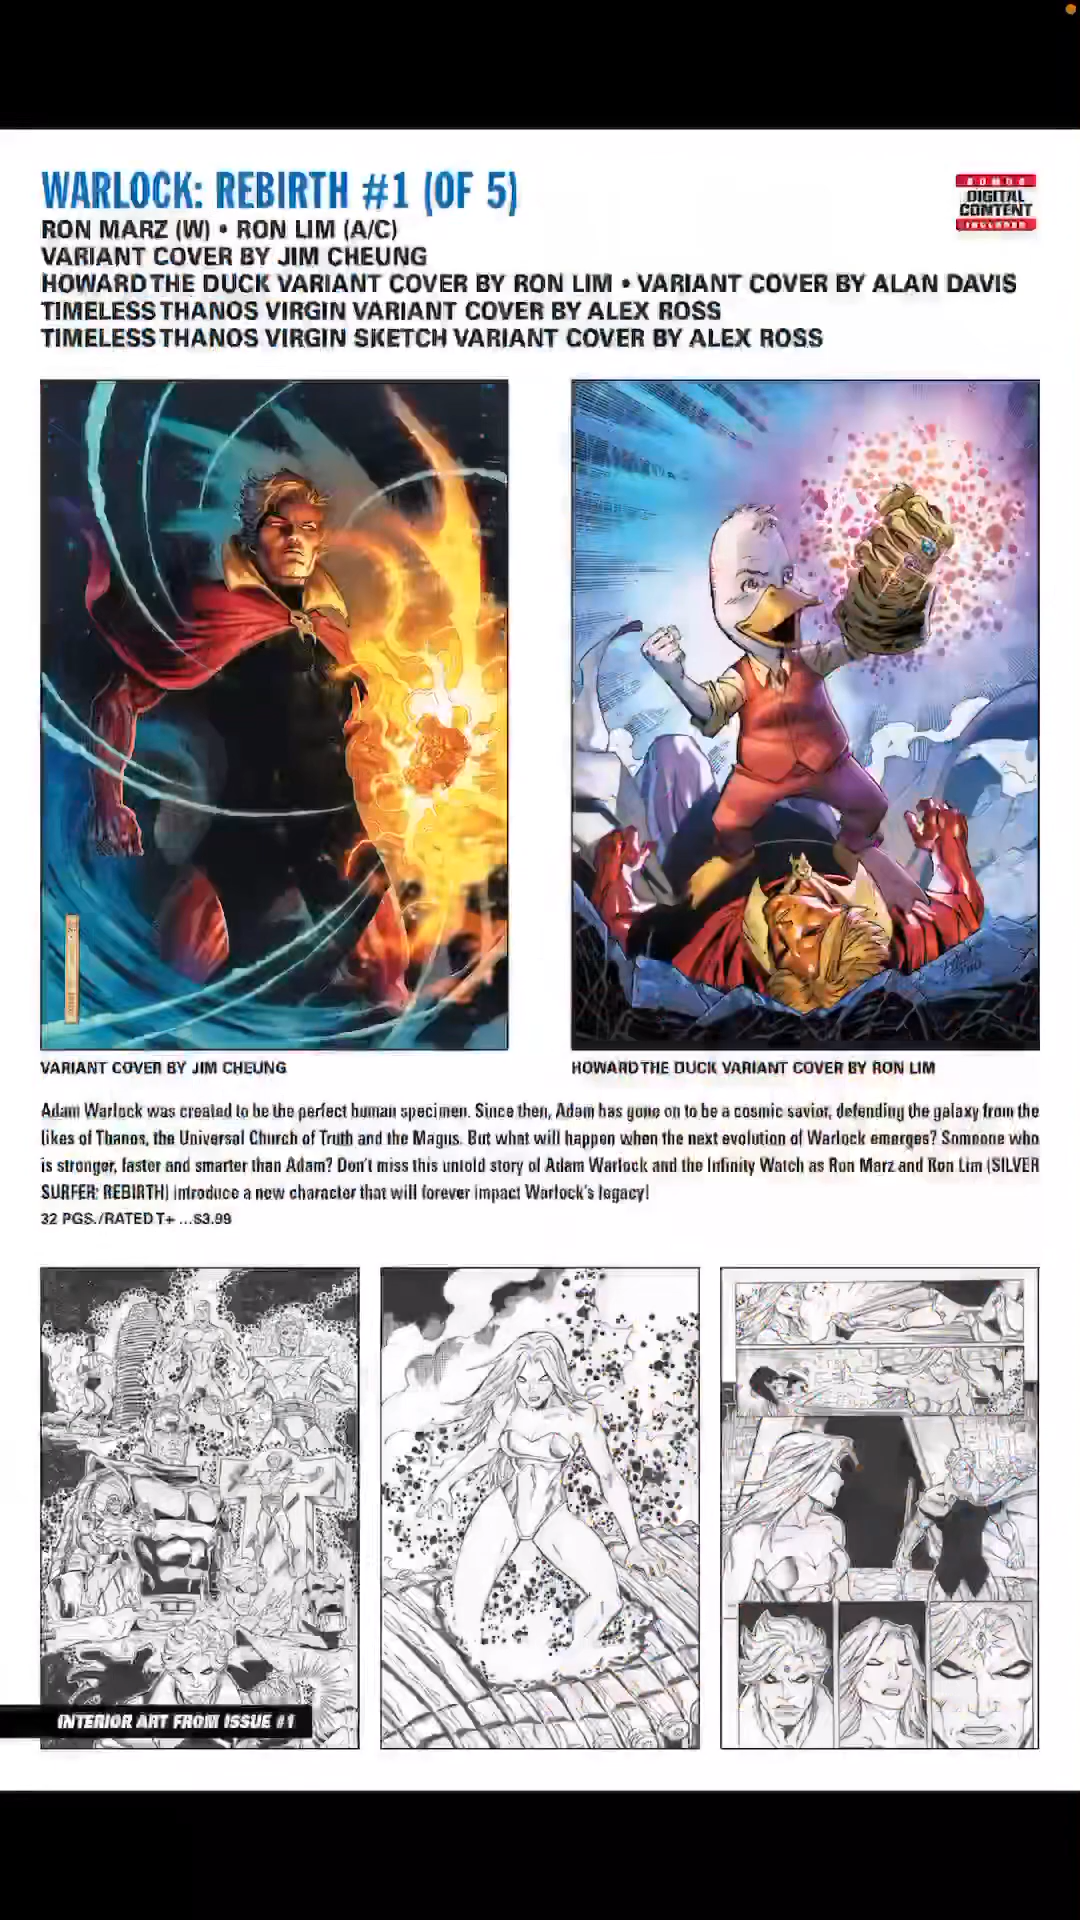 WARLOCK: REBIRTH #1 (OF 5)
RON MARZ (W) • RON LIM (A/C)
VARIANT COVER BY JIM CHEUNG
HOWARD THE DUCK VARIANT COVER BY RON LIM • VARIANT COVER BY ALAN DAVIS
TIMELESS THANOS VIRGIN VARIANT COVER BY ALEX ROSS
TIMELESS THANOS VIRGIN SKETCH VARIANT COVER BY ALEX ROSS
BONUS
DIGITAL
CONTENT
INCLUDED
VARIANT COVER BY JIM CHEUNG
HOWARD THE DUCK VARIANT COVER BY RON LIM
Adam Warlock was created to be the perfect human specimen. Since then, Adam has gone on to be a cosmic savior, defending the galaxy from the
likes of Thanos, the Universal Church of Truth and the Magus. But what will happen when the next evolution of Warlock emerges? Someone who
is stronger, faster and smarter than Adam? Don't miss this untold story of Adam Warlock and the Infinity Watch as Ron Marz and Ron Lim (SILVER
SURFER: REBIRTH) introduce a new character that will forever impact Warlock's legacy!
32 PGS./RATED T+ ...$3.99
INTERIOR ART FROM ISSUE #1